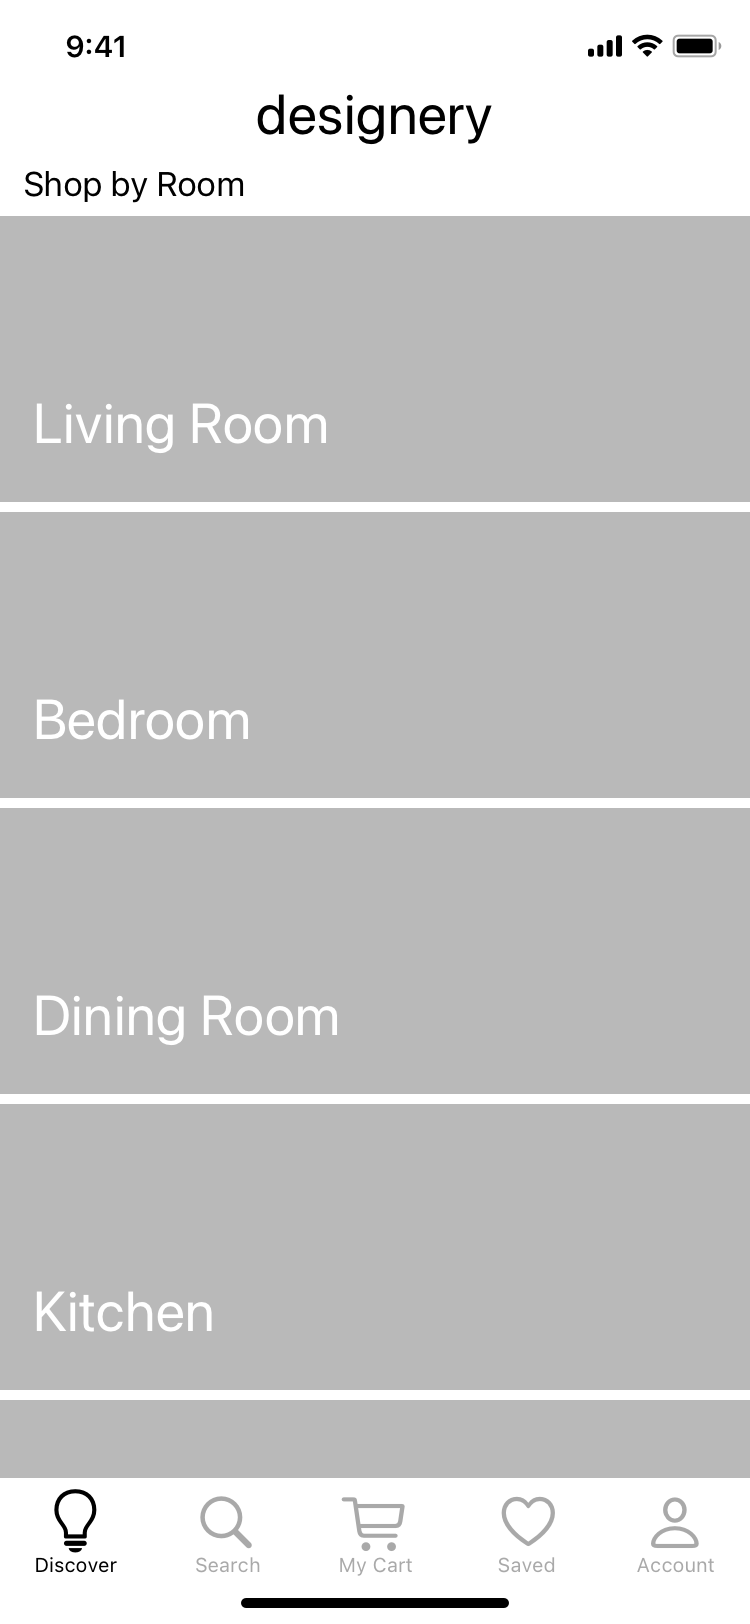 9:41
designery
Shop by Room
Living Room
Bedroom
Dining Room
Kitchen
Discover
Search
My Cart
Saved
Account